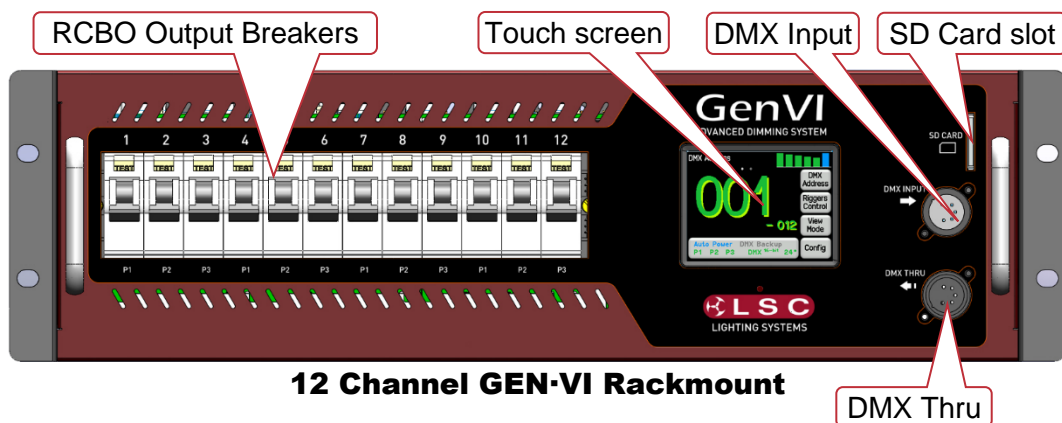 RCBO Output Breakers
Touch screen
DMX Input
SD Card slot
GenVI
ADVANCED DIMMING SYSTEM
1 2 3 4 6 7 8 9 10 11 12
TEST TEST TEST TEST TEST TEST TEST TEST TEST TEST TEST
SD CARD
DMX Address
001
- 012
DMX
Address
Riggers
Control
View
Mode
Config
Auto Power DMX Backup
P1 P2 P3 DMX 24°
DMX INPUT
DMX THRU
P1 P2 P3 P1 P2 P3 P1 P2 P3 P1 P2 P3
LSC
LIGHTING SYSTEMS
12 Channel GEN·VI Rackmount
DMX Thru